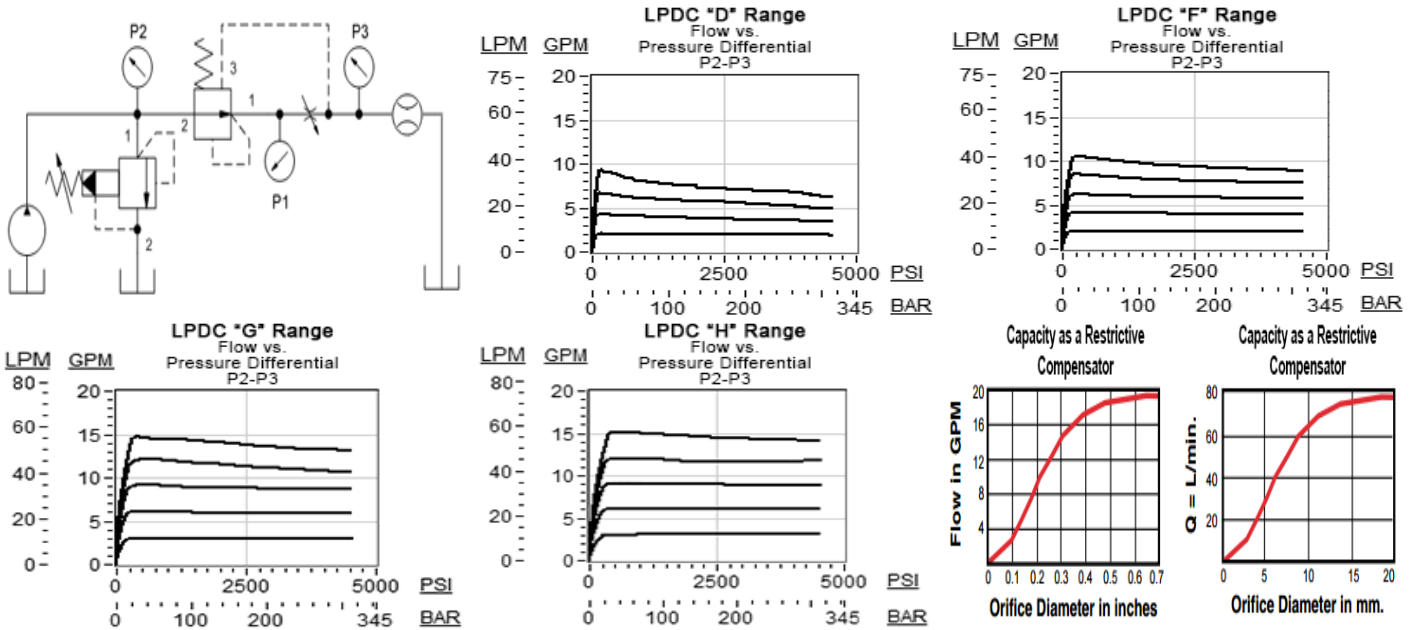 P2
P3
3
1
2
1
P1
2
LPDC "D" Range
Flow vs.
Pressure Differential
P2-P3
LPM GPM
75
60
40
20
0
20
15
10
5
0
0 2500 5000 PSI
0 100 200 345 BAR
LPDC "F" Range
Flow vs.
Pressure Differential
P2-P3
LPM GPM
75
60
40
20
0
20
15
10
5
0
0 2500 5000 PSI
0 100 200 345 BAR
LPDC "G" Range
Flow vs.
Pressure Differential
P2-P3
LPM GPM
80
60
40
20
0
20
15
10
5
0
0 2500 5000 PSI
0 100 200 345 BAR
LPDC "H" Range
Flow vs.
Pressure Differential
P2-P3
LPM GPM
80
60
40
20
0
20
15
10
5
0
0 2500 5000 PSI
0 100 200 345 BAR
Capacity as a Restrictive
Compensator
Flow in GPM
20
16
12
8
4
0 0.1 0.2 0.3 0.4 0.5 0.6 0.7
Orifice Diameter in inches
Capacity as a Restrictive
Compensator
Q = L/min.
80
60
40
20
0 5 10 15 20
Orifice Diameter in mm.